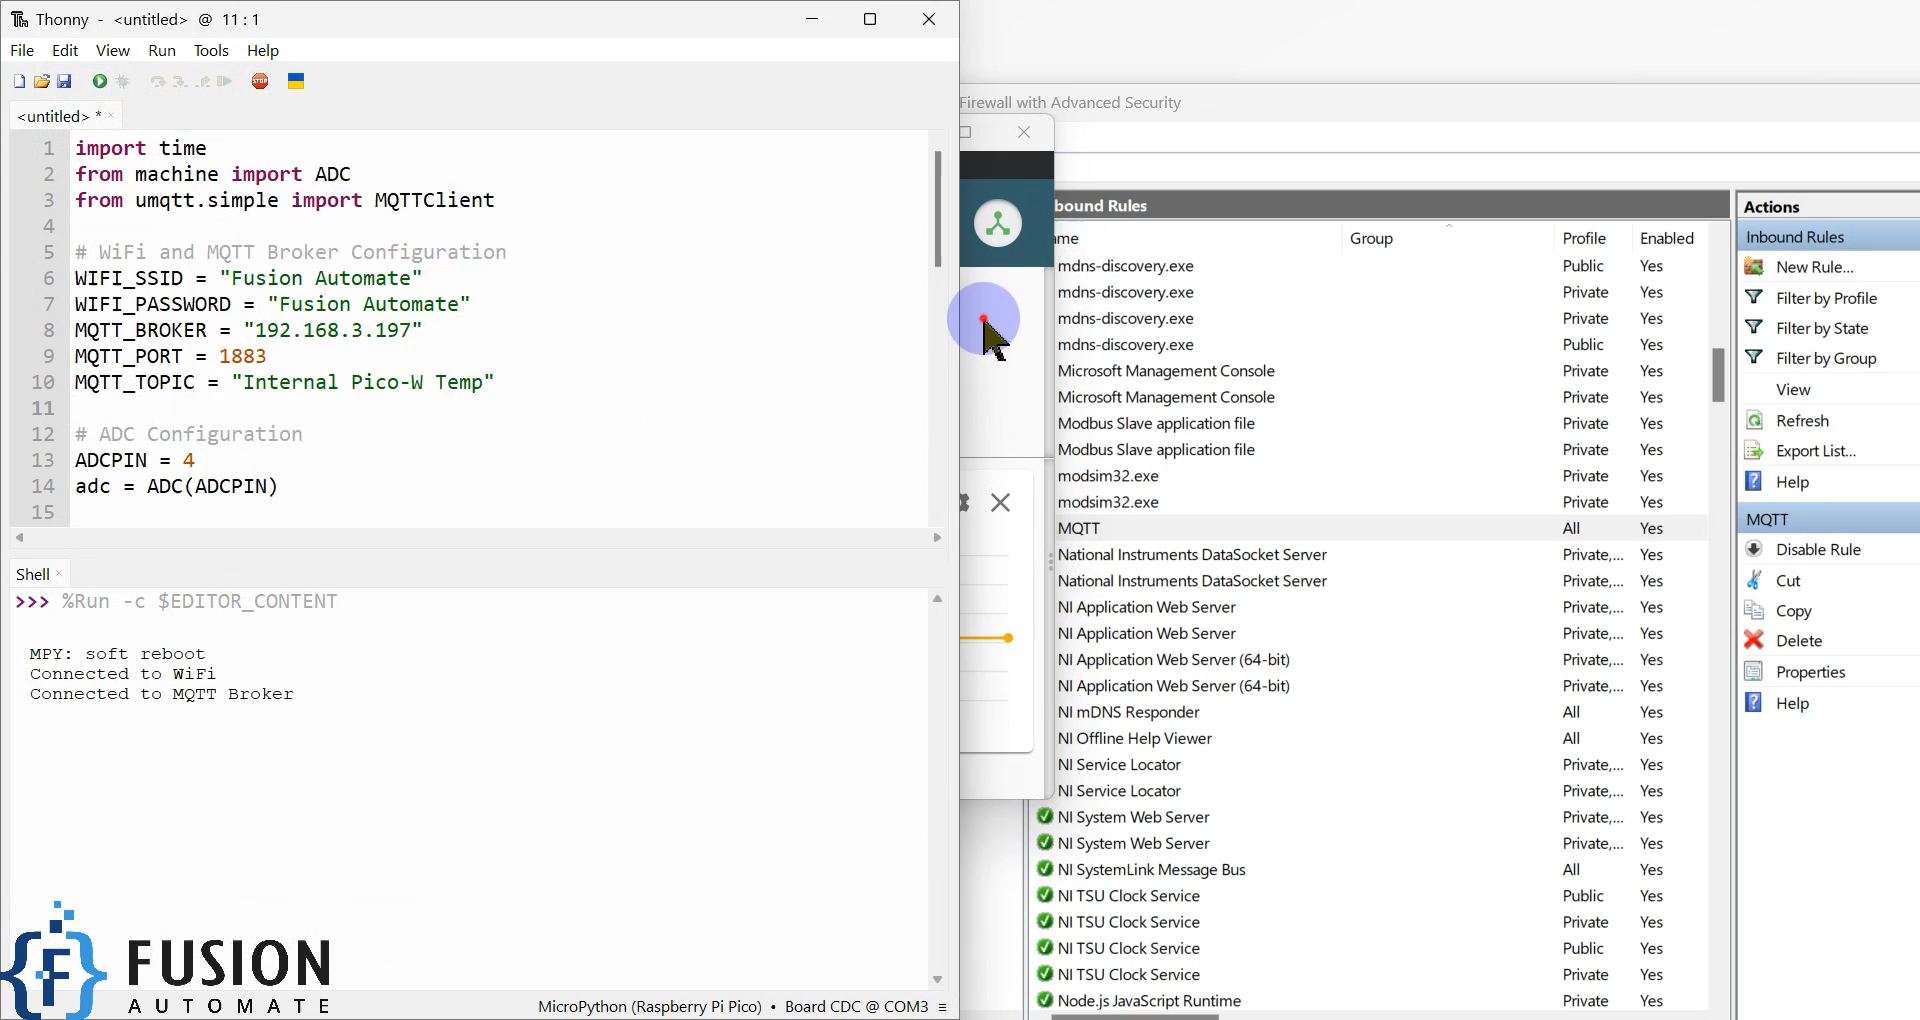 Thonny - <untitled> @ 11 : 1
File Edit View Run Tools Help
<untitled> *
1 import time
2 from machine import ADC
3 from umqtt.simple import MQTTClient
4
5 # WiFi and MQTT Broker Configuration
6 WIFI_SSID = "Fusion Automate"
7 WIFI_PASSWORD = "Fusion Automate"
8 MQTT_BROKER = "192.168.3.197"
9 MQTT_PORT = 1883
10 MQTT_TOPIC = "Internal Pico-W Temp"
11
12 # ADC Configuration
13 ADCPIN = 4
14 adc = ADC(ADCPIN)
15
Shell
>>> %Run -c $EDITOR_CONTENT
MPY: soft reboot
Connected to WiFi
Connected to MQTT Broker
FUSION
AUTOMATE
MicroPython (Raspberry Pi Pico) • Board CDC @ COM3 ≡
Firewall with Advanced Security
bound Rules
me Group Profile Enabled
mdns-discovery.exe Public Yes
mdns-discovery.exe Private Yes
mdns-discovery.exe Private Yes
mdns-discovery.exe Public Yes
Microsoft Management Console Private Yes
Microsoft Management Console Private Yes
Modbus Slave application file Private Yes
Modbus Slave application file Private Yes
modsim32.exe Private Yes
modsim32.exe Private Yes
MQTT All Yes
National Instruments DataSocket Server Private,... Yes
National Instruments DataSocket Server Private,... Yes
NI Application Web Server Private,... Yes
NI Application Web Server Private,... Yes
NI Application Web Server (64-bit) Private,... Yes
NI Application Web Server (64-bit) Private,... Yes
NI mDNS Responder All Yes
NI Offline Help Viewer All Yes
NI Service Locator Private,... Yes
NI Service Locator Private,... Yes
NI System Web Server Private,... Yes
NI System Web Server Private,... Yes
NI SystemLink Message Bus All Yes
NI TSU Clock Service Public Yes
NI TSU Clock Service Private Yes
NI TSU Clock Service Public Yes
NI TSU Clock Service Private Yes
Node.js JavaScript Runtime Private Yes
Actions
Inbound Rules
New Rule...
Filter by Profile
Filter by State
Filter by Group
View
Refresh
Export List...
Help
MQTT
Disable Rule
Cut
Copy
Delete
Properties
Help